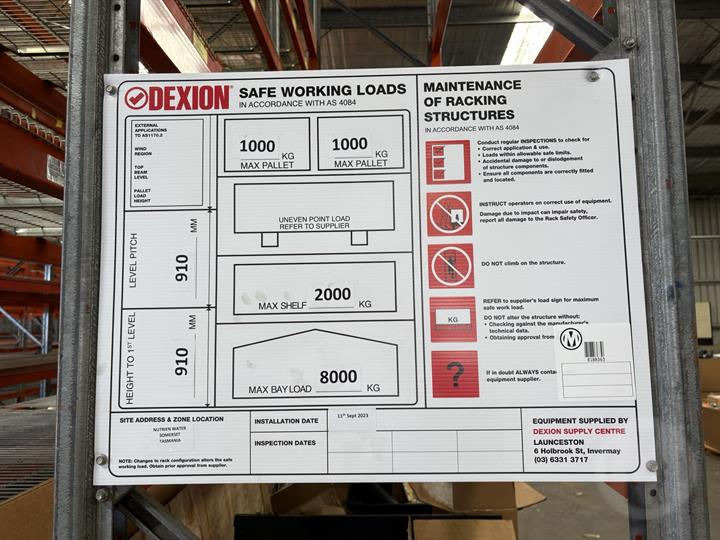 DEXION®
SAFE WORKING LOADS
IN ACCORDANCE WITH AS 4084
EXTERNAL
APPLICATIONS
TO AS1170.2
WIND
REGION
TOP
BEAM
LEVEL
PALLET
LOAD
HEIGHT
1000 KG
MAX PALLET
1000 KG
MAX PALLET
UNEVEN POINT LOAD
REFER TO SUPPLIER
LEVEL PITCH 910 MM
MAX SHELF 2000 KG
HEIGHT TO 1ST LEVEL 910 MM
MAX BAY LOAD 8000 KG
MAINTENANCE
OF RACKING
STRUCTURES
IN ACCORDANCE WITH AS 4084
Conduct regular INSPECTIONS to check for
• Correct application & use.
• Loads within allowable safe limits.
• Accidental damage to or dislodgement
of structure components.
• Ensure all components are correctly fitted
and located.
INSTRUCT operators on correct use of equipment.
Damage due to impact can impair safety,
report all damage to the Rack Safety Officer.
DO NOT climb on the structure.
KG
REFER to supplier's load sign for maximum
safe work load.
DO NOT alter the structure without:
• Checking against the manufacturer's
technical data.
• Obtaining approval from
M
?
If in doubt ALWAYS conta
equipment supplier.
SITE ADDRESS & ZONE LOCATION
NUTRIEN WATER
SOMERSET
TASMANIA
NOTE: Changes to rack configuration alters the safe
working load. Obtain prior approval from supplier.
INSTALLATION DATE 11th Sept 2023
INSPECTION DATES
EQUIPMENT SUPPLIED BY
DEXION SUPPLY CENTRE
LAUNCESTON
6 Holbrook St, Invermay
(03) 6331 3717